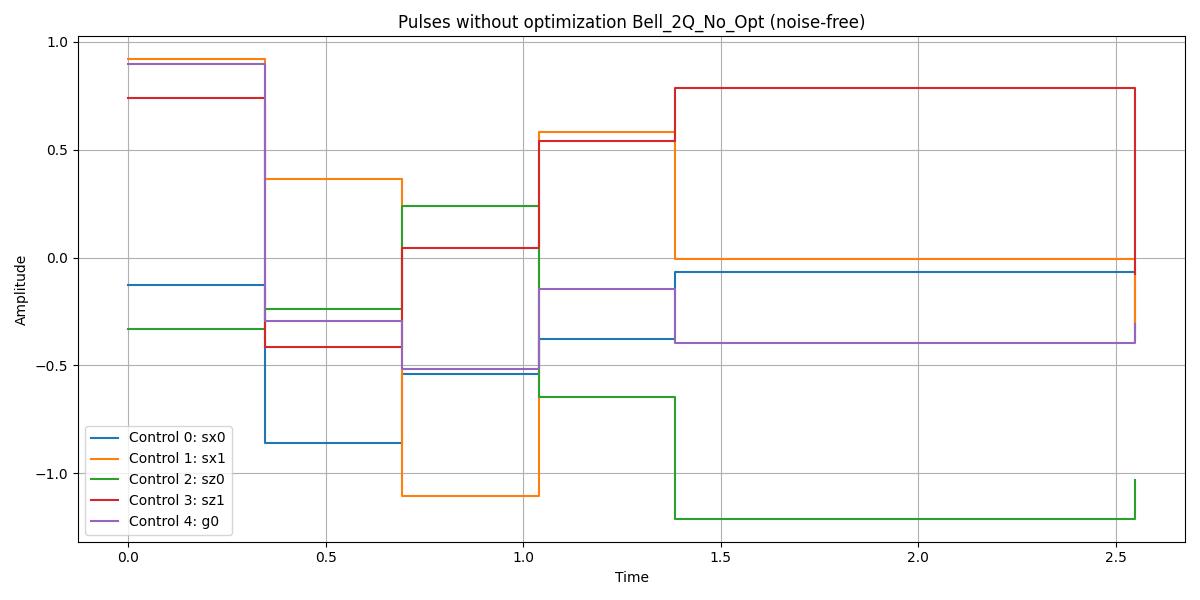 Pulses without optimization Bell_2Q_No_Opt (noise-free)
1.0
0.5
0.0
−0.5
−1.0
Amplitude
Control 0: sx0
Control 1: sx1
Control 2: sz0
Control 3: sz1
Control 4: g0
0.0 0.5 1.0 1.5 2.0 2.5
Time